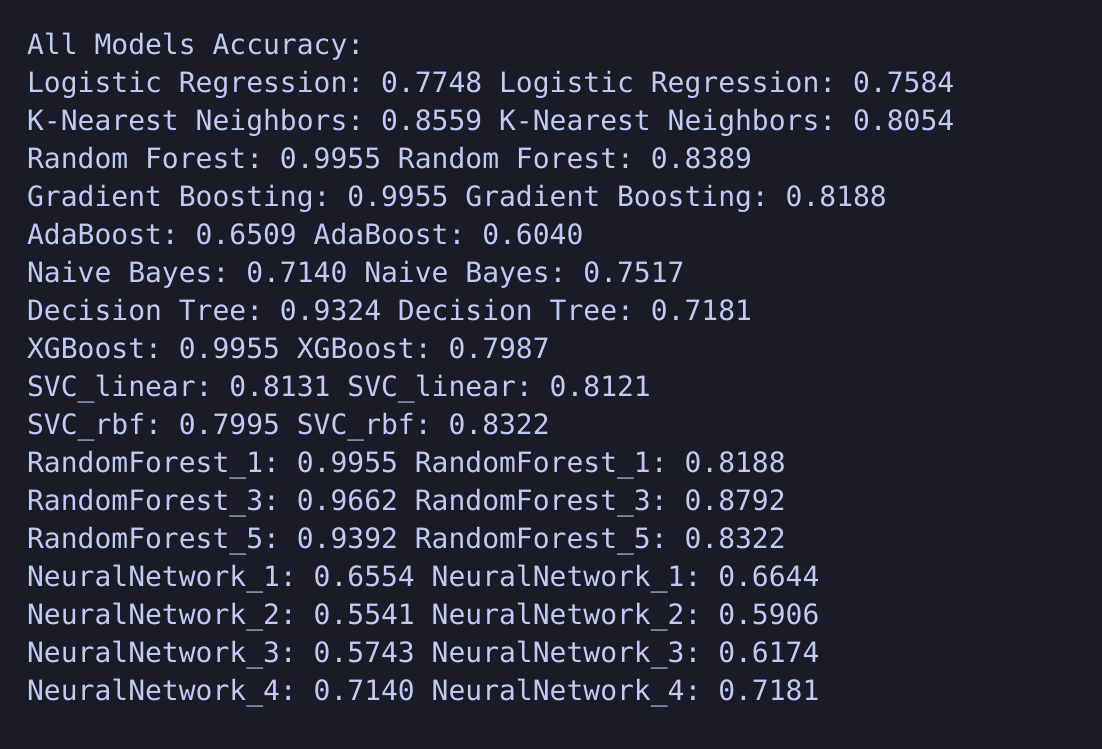 All Models Accuracy:
Logistic Regression: 0.7748 Logistic Regression: 0.7584
K-Nearest Neighbors: 0.8559 K-Nearest Neighbors: 0.8054
Random Forest: 0.9955 Random Forest: 0.8389
Gradient Boosting: 0.9955 Gradient Boosting: 0.8188
AdaBoost: 0.6509 AdaBoost: 0.6040
Naive Bayes: 0.7140 Naive Bayes: 0.7517
Decision Tree: 0.9324 Decision Tree: 0.7181
XGBoost: 0.9955 XGBoost: 0.7987
SVC_linear: 0.8131 SVC_linear: 0.8121
SVC_rbf: 0.7995 SVC_rbf: 0.8322
RandomForest_1: 0.9955 RandomForest_1: 0.8188
RandomForest_3: 0.9662 RandomForest_3: 0.8792
RandomForest_5: 0.9392 RandomForest_5: 0.8322
NeuralNetwork_1: 0.6554 NeuralNetwork_1: 0.6644
NeuralNetwork_2: 0.5541 NeuralNetwork_2: 0.5906
NeuralNetwork_3: 0.5743 NeuralNetwork_3: 0.6174
NeuralNetwork_4: 0.7140 NeuralNetwork_4: 0.7181